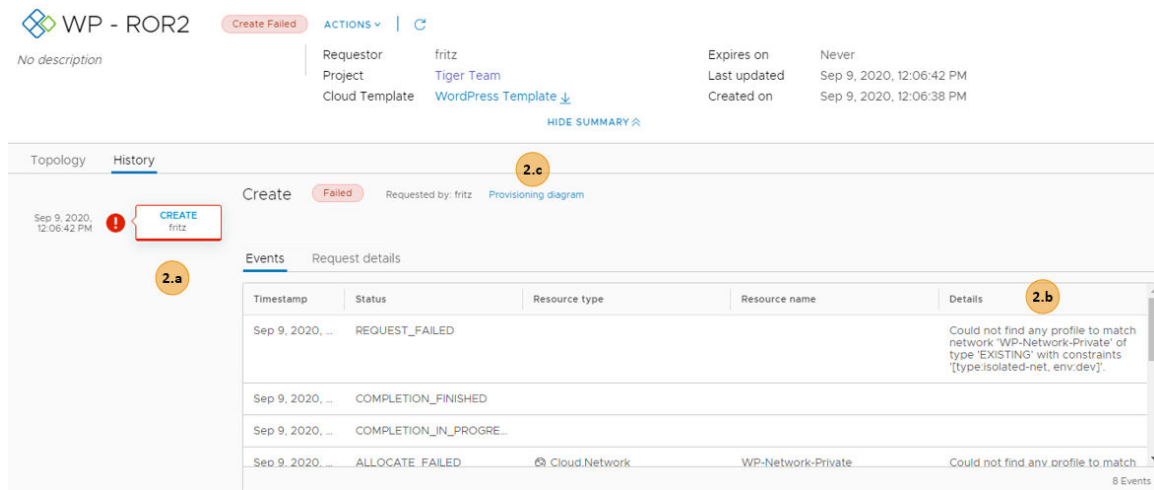 WP - ROR2
Create Failed
ACTIONS
No description
Requestor fritz
Project Tiger Team
Cloud Template WordPress Template
Expires on Never
Last updated Sep 9, 2020, 12:06:42 PM
Created on Sep 9, 2020, 12:06:38 PM
HIDE SUMMARY
Topology History
2.c
Create Failed Requested by: fritz Provisioning diagram
Sep 9, 2020,
12:06:42 PM
CREATE
fritz
2.a
Events Request details
2.b
Timestamp Status Resource type Resource name Details
Sep 9, 2020, ... REQUEST_FAILED Could not find any profile to match
network 'WP-Network-Private' of
type 'EXISTING' with constraints
'[type:isolated-net, env:dev]'.
Sep 9, 2020, ... COMPLETION_FINISHED
Sep 9, 2020, ... COMPLETION_IN_PROGRE...
Sep 9, 2020, ... ALLOCATE_FAILED Cloud.Network WP-Network-Private Could not find any profile to match
8 Events